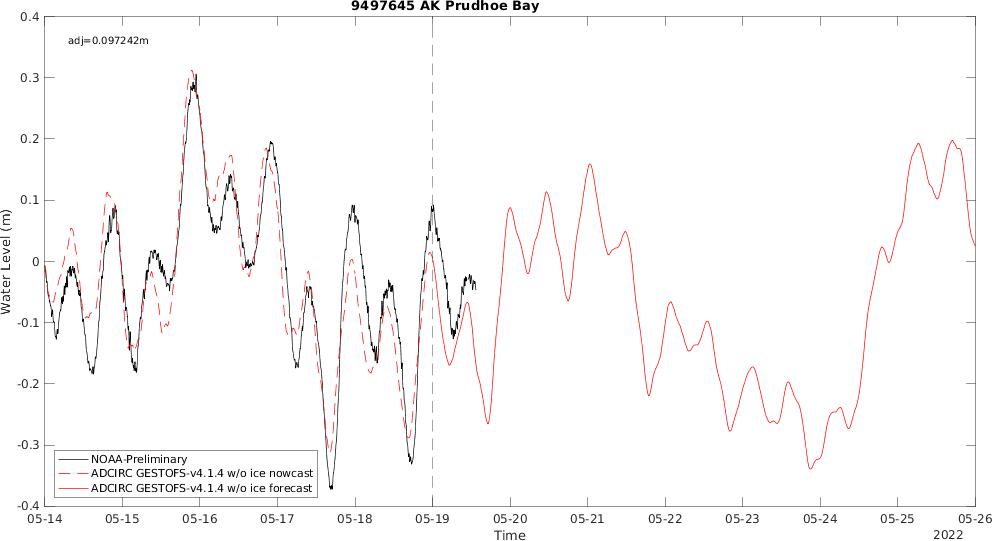 9497645 AK Prudhoe Bay
adj=0.097242m
0.4
0.3
0.2
0.1
0
-0.1
-0.2
-0.3
-0.4
Water Level (m)
NOAA-Preliminary
ADCIRC GESTOFS-v4.1.4 w/o ice nowcast
ADCIRC GESTOFS-v4.1.4 w/o ice forecast
05-14 05-15 05-16 05-17 05-18 05-19 05-20 05-21 05-22 05-23 05-24 05-25 05-26
Time
2022